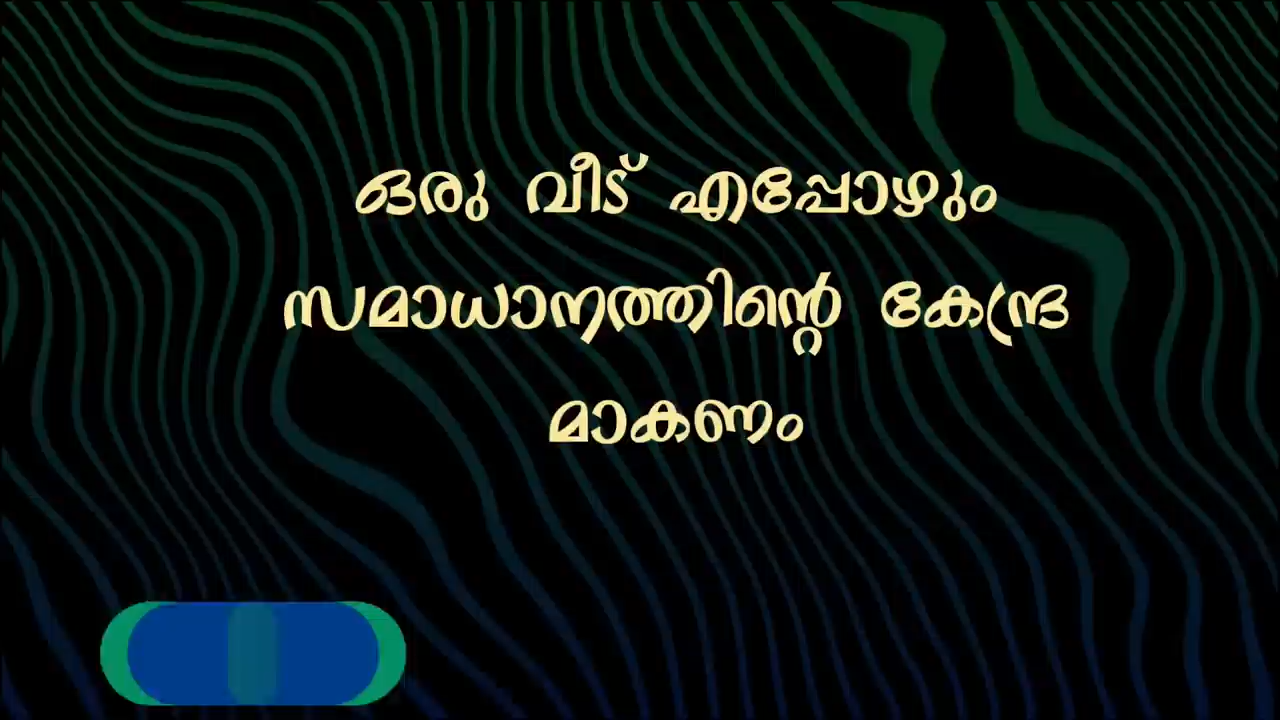 ഒരു വീട് എപ്പോഴും
സമാധാനത്തിന്റെ കേന്ദ്ര
മാകണം